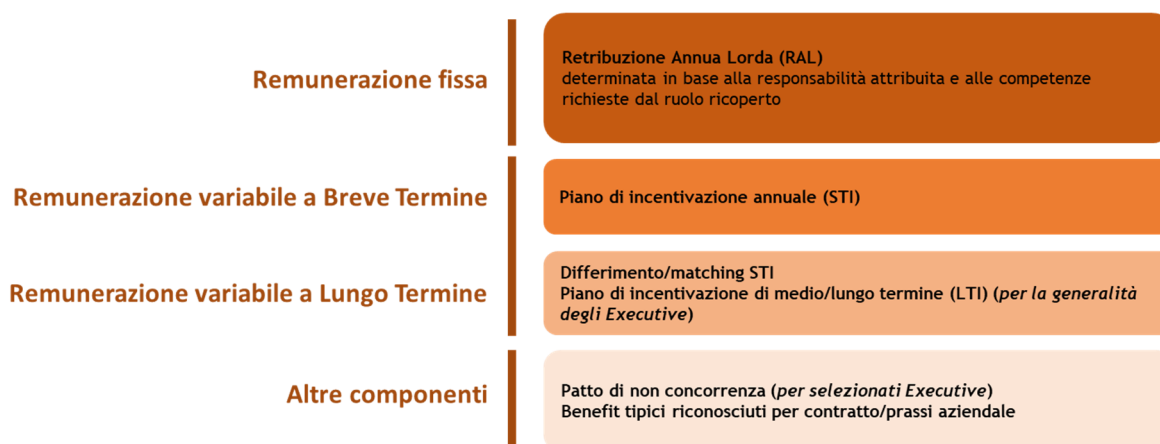 Remunerazione fissa
Retribuzione Annua Lorda (RAL)
determinata in base alla responsabilità attribuita e alle competenze
richieste dal ruolo ricoperto
Remunerazione variabile a Breve Termine
Piano di incentivazione annuale (STI)
Remunerazione variabile a Lungo Termine
Differimento/matching STI
Piano di incentivazione di medio/lungo termine (LTI) (per la generalità
degli Executive)
Altre componenti
Patto di non concorrenza (per selezionati Executive)
Benefit tipici riconosciuti per contratto/prassi aziendale